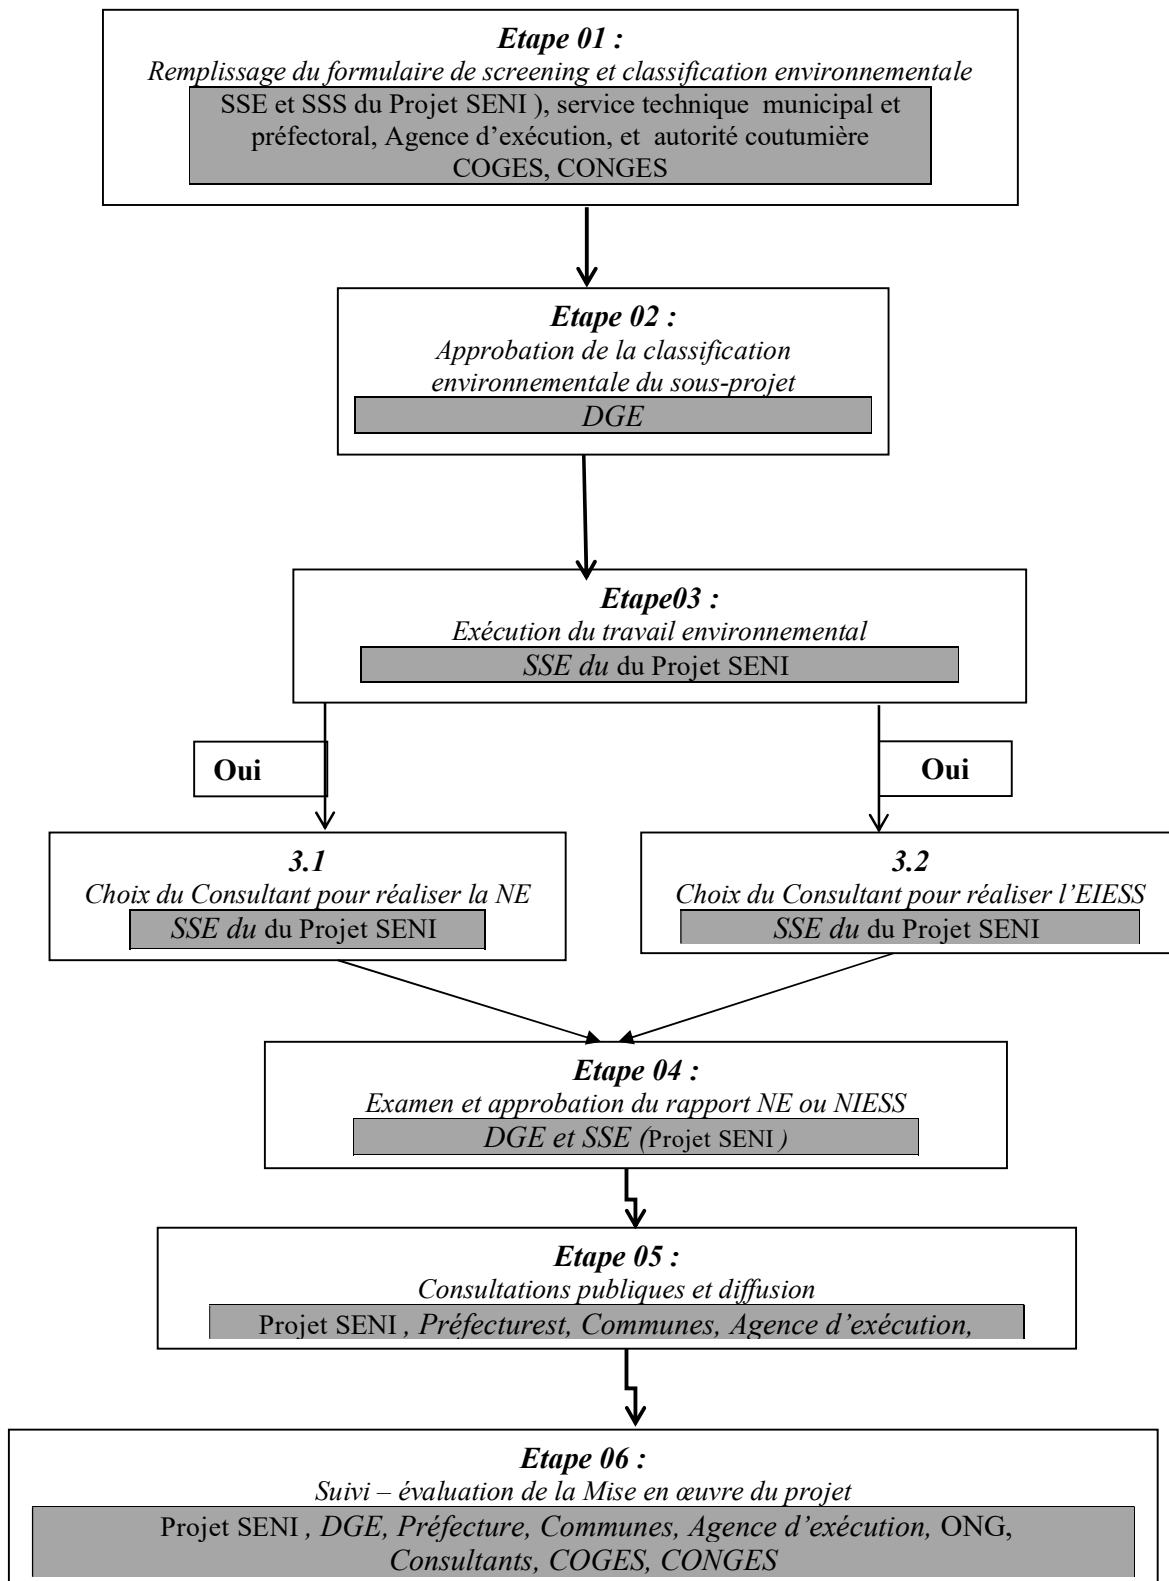 Etape 01 :
Remplissage du formulaire de screening et classification environnementale
SSE et SSS du Projet SENI ), service technique municipal et
préfectoral, Agence d’exécution, et autorité coutumière
COGES, CONGES
Etape 02 :
Approbation de la classification
environnementale du sous-projet
DGE
Etape03 :
Exécution du travail environnemental
SSE du du Projet SENI
Oui
Oui
3.1
Choix du Consultant pour réaliser la NE
SSE du du Projet SENI
3.2
Choix du Consultant pour réaliser l’EIESS
SSE du du Projet SENI
Etape 04 :
Examen et approbation du rapport NE ou NIESS
DGE et SSE (Projet SENI )
Etape 05 :
Consultations publiques et diffusion
Projet SENI , Préfecturest, Communes, Agence d’exécution,
Etape 06 :
Suivi – évaluation de la Mise en œuvre du projet
Projet SENI , DGE, Préfecture, Communes, Agence d’exécution, ONG,
Consultants, COGES, CONGES